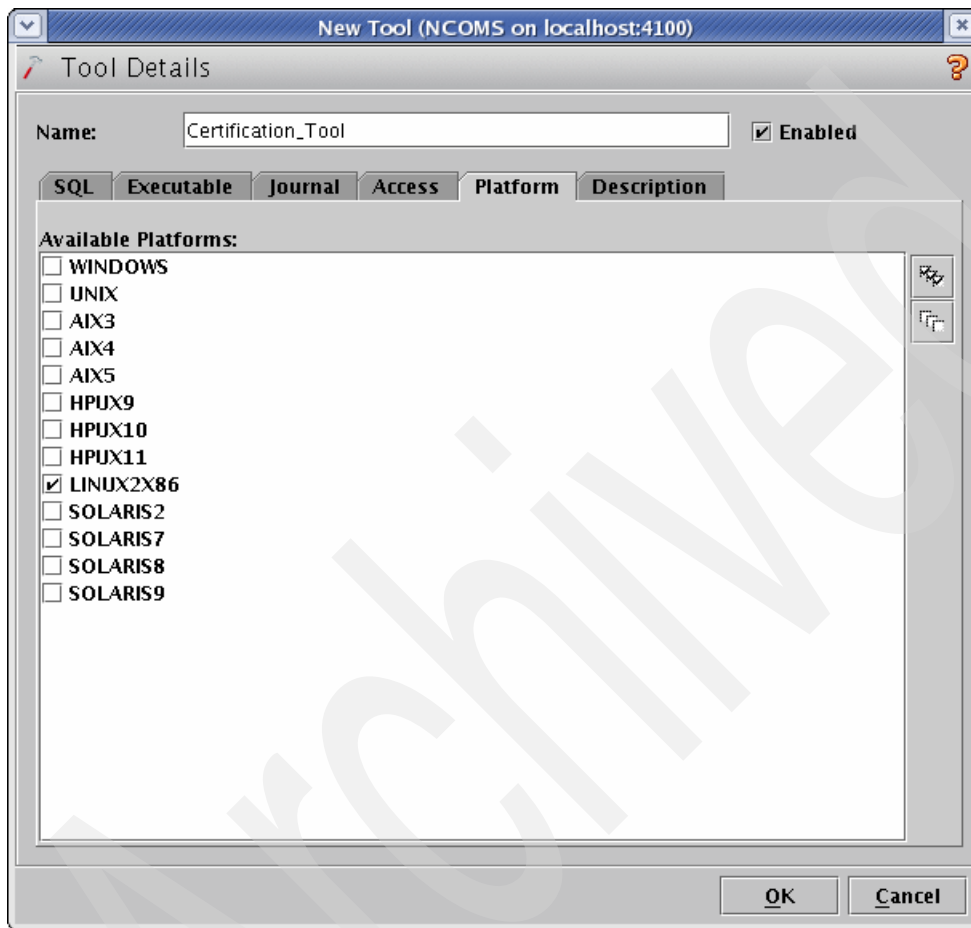 New Tool (NCOMS on localhost:4100)
Tool Details
Name: Certification_Tool Enabled
SQL Executable Journal Access Platform Description
Available Platforms:
WINDOWS
UNIX
AIX3
AIX4
AIX5
HPUX9
HPUX10
HPUX11
LINUX2X86
SOLARIS2
SOLARIS7
SOLARIS8
SOLARIS9
OK Cancel
Archived